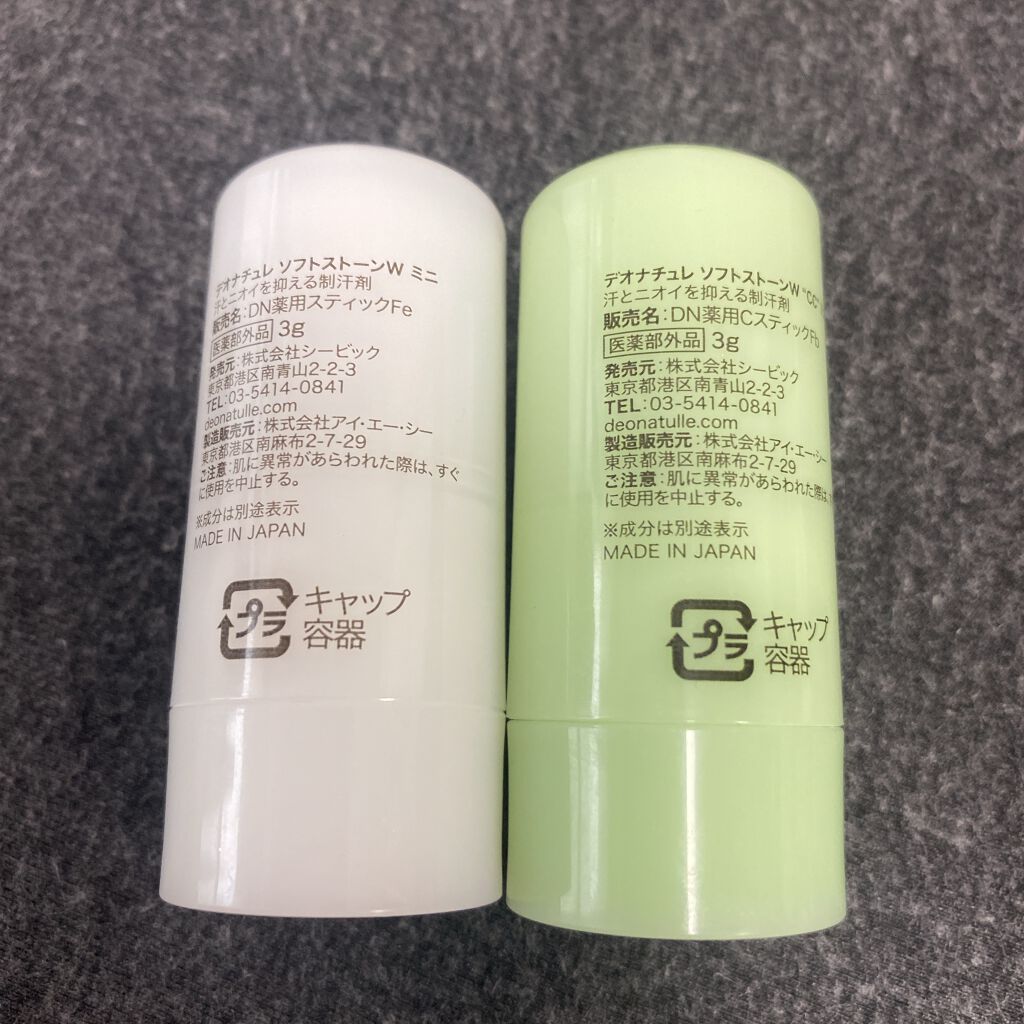 デオナチュレ ソフトストーンW ミニ
汗とニオイを抑える制汗剤
販売名：DN薬用スティックFe
医薬部外品 3g
発売元：株式会社シービック
東京都港区南青山2-2-3
TEL：03-5414-0841
deonatulle.com
製造販売元：株式会社アイ・エー・シー
東京都港区南麻布2-7-29
ご注意：肌に異常があらわれた際は、すぐ
に使用を中止する。
※成分は別途表示
MADE IN JAPAN
プラ
キャップ
容器
デオナチュレ ソフトストーンW "CC"
汗とニオイを抑える制汗剤
販売名：DN薬用CスティックFb
医薬部外品 3g
発売元：株式会社シービック
東京都港区南青山2-2-3
TEL：03-5414-0841
deonatulle.com
製造販売元：株式会社アイ・エー・シー
東京都港区南麻布2-7-29
ご注意：肌に異常があらわれた際は
に使用を中止する。
※成分は別途表示
MADE IN JAPAN
プラ
キャップ
容器